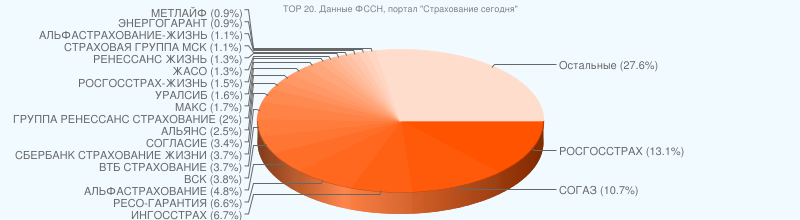 TOP 20. Данные ФССН, портал "Страхование сегодня"
МЕТЛАЙФ (0.9%)
ЭНЕРГОГАРАНТ (0.9%)
АЛЬФАСТРАХОВАНИЕ-ЖИЗНЬ (1.1%)
СТРАХОВАЯ ГРУППА МСК (1.1%)
РЕНЕССАНС ЖИЗНЬ (1.3%)
ЖАСО (1.3%)
РОСГОССТРАХ-ЖИЗНЬ (1.5%)
УРАЛСИБ (1.6%)
МАКС (1.7%)
ГРУППА РЕНЕССАНС СТРАХОВАНИЕ (2%)
АЛЬЯНС (2.5%)
СОГЛАСИЕ (3.4%)
СБЕРБАНК СТРАХОВАНИЕ ЖИЗНИ (3.7%)
ВТБ СТРАХОВАНИЕ (3.7%)
ВСК (3.8%)
АЛЬФАСТРАХОВАНИЕ (4.8%)
РЕСО-ГАРАНТИЯ (6.6%)
ИНГОССТРАХ (6.7%)
Остальные (27.6%)
РОСГОССТРАХ (13.1%)
СОГАЗ (10.7%)